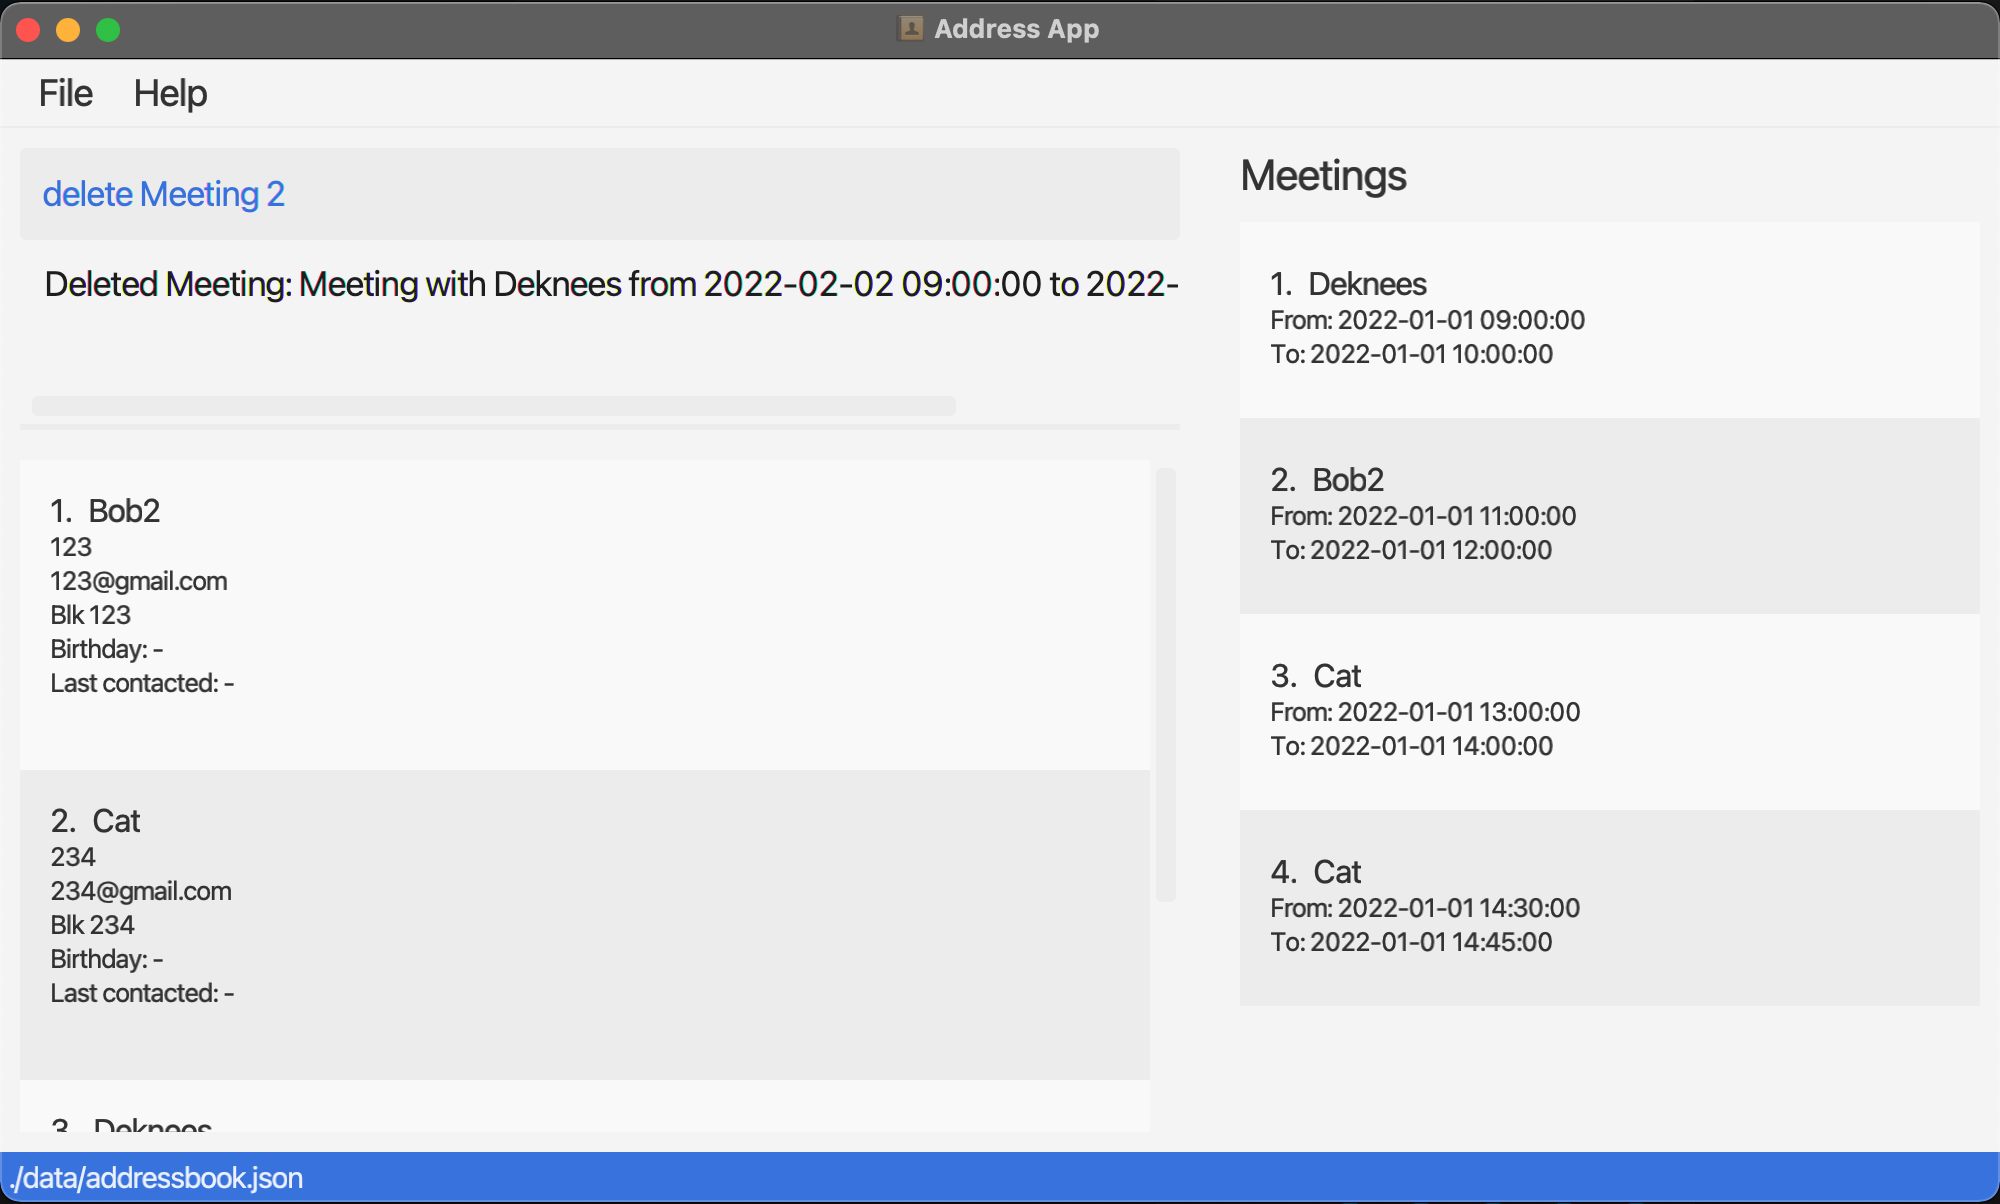 Address App
File Help
delete Meeting 2
Deleted Meeting: Meeting with Deknees from 2022-02-02 09:00:00 to 2022-
1. Bob2
123
123@gmail.com
Blk 123
Birthday: -
Last contacted: -
2. Cat
234
234@gmail.com
Blk 234
Birthday: -
Last contacted: -
3. Deknees
Meetings
1. Deknees
From: 2022-01-01 09:00:00
To: 2022-01-01 10:00:00
2. Bob2
From: 2022-01-01 11:00:00
To: 2022-01-01 12:00:00
3. Cat
From: 2022-01-01 13:00:00
To: 2022-01-01 14:00:00
4. Cat
From: 2022-01-01 14:30:00
To: 2022-01-01 14:45:00
./data/addressbook.json